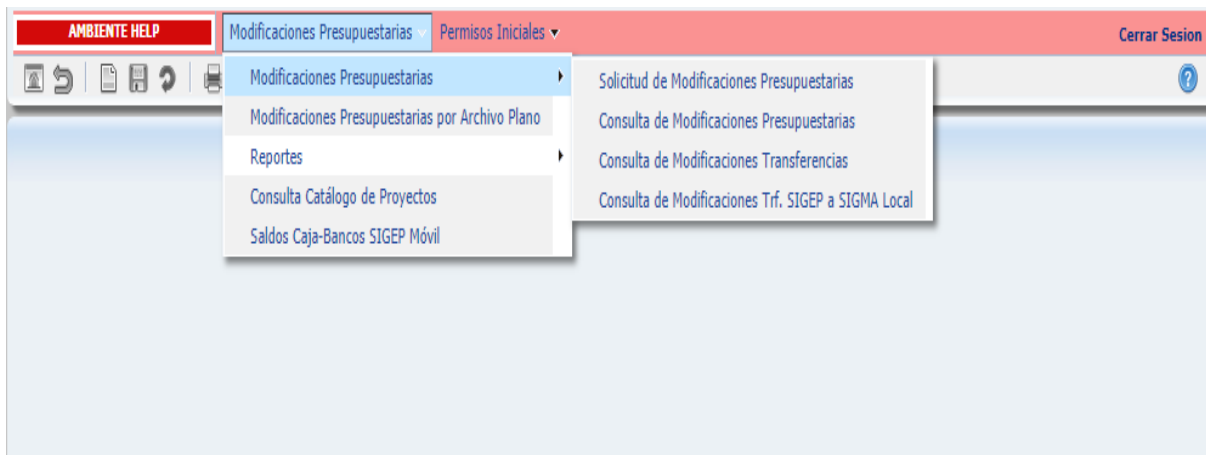 AMBIENTE HELP
Modificaciones Presupuestarias
Permisos Iniciales
Cerrar Sesion
Modificaciones Presupuestarias
Modificaciones Presupuestarias por Archivo Plano
Reportes
Consulta Catálogo de Proyectos
Saldos Caja-Bancos SIGEP Móvil
Solicitud de Modificaciones Presupuestarias
Consulta de Modificaciones Presupuestarias
Consulta de Modificaciones Transferencias
Consulta de Modificaciones Trf. SIGEP a SIGMA Local